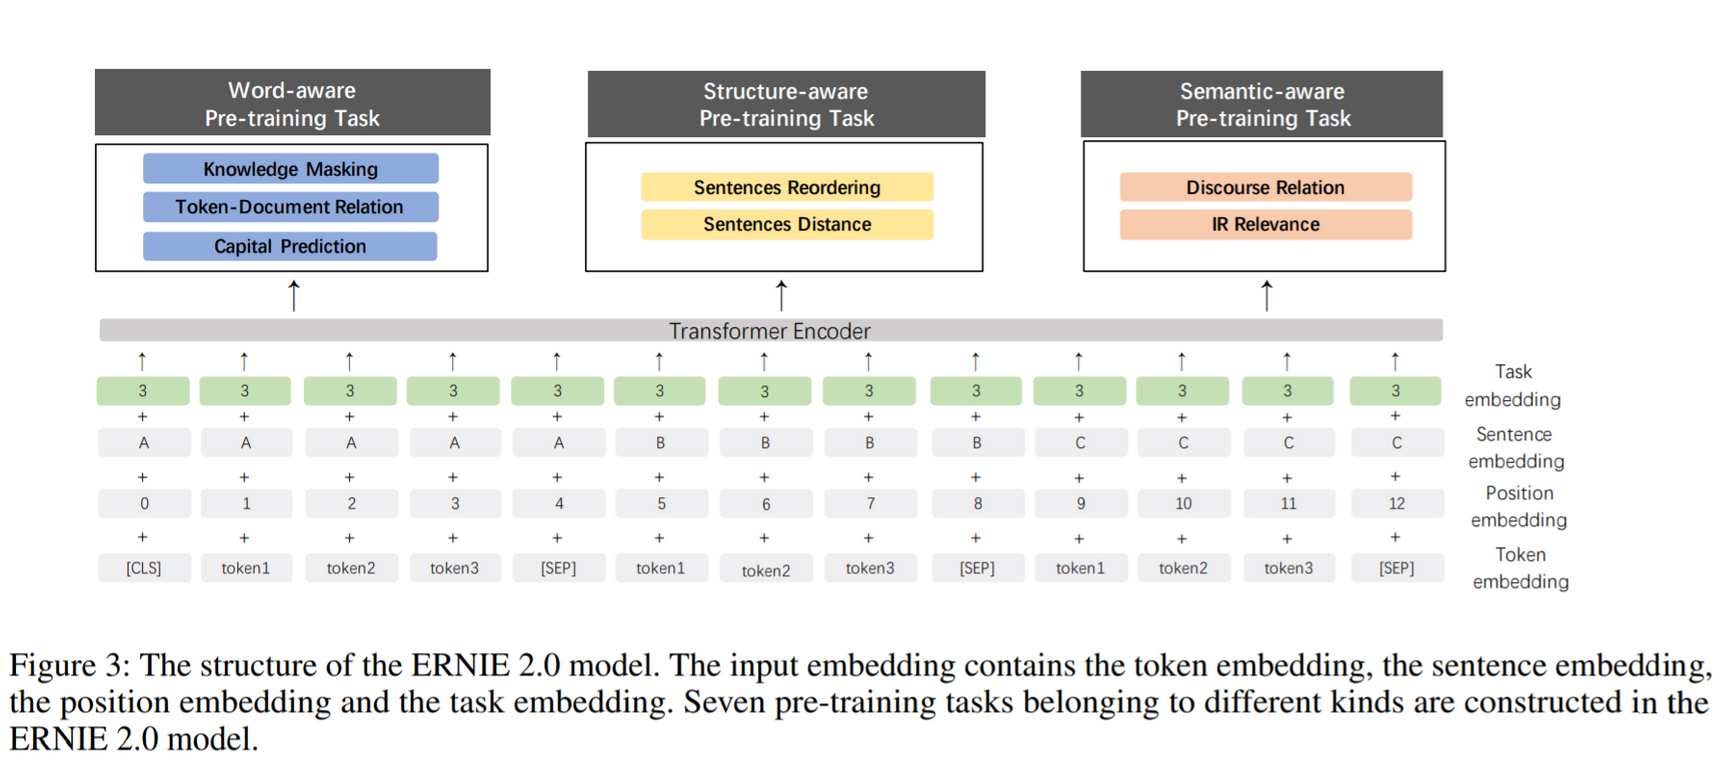 Word-aware
Pre-training Task
Structure-aware
Pre-training Task
Semantic-aware
Pre-training Task
Knowledge Masking
Token-Document Relation
Capital Prediction
Sentences Reordering
Sentences Distance
Discourse Relation
IR Relevance
Transformer Encoder
3 3 3 3 3 3 3 3 3 3 3 3 3
Task
embedding
+ + + + + + + + + + + + +
A A A A A B B B B C C C C
Sentence
embedding
+ + + + + + + + + + + + +
0 1 2 3 4 5 6 7 8 9 10 11 12
Position
embedding
+ + + + + + + + + + + + +
[CLS] token1 token2 token3 [SEP] token1 token2 token3 [SEP] token1 token2 token3 [SEP]
Token
embedding
Figure 3: The structure of the ERNIE 2.0 model. The input embedding contains the token embedding, the sentence embedding,
the position embedding and the task embedding. Seven pre-training tasks belonging to different kinds are constructed in the
ERNIE 2.0 model.